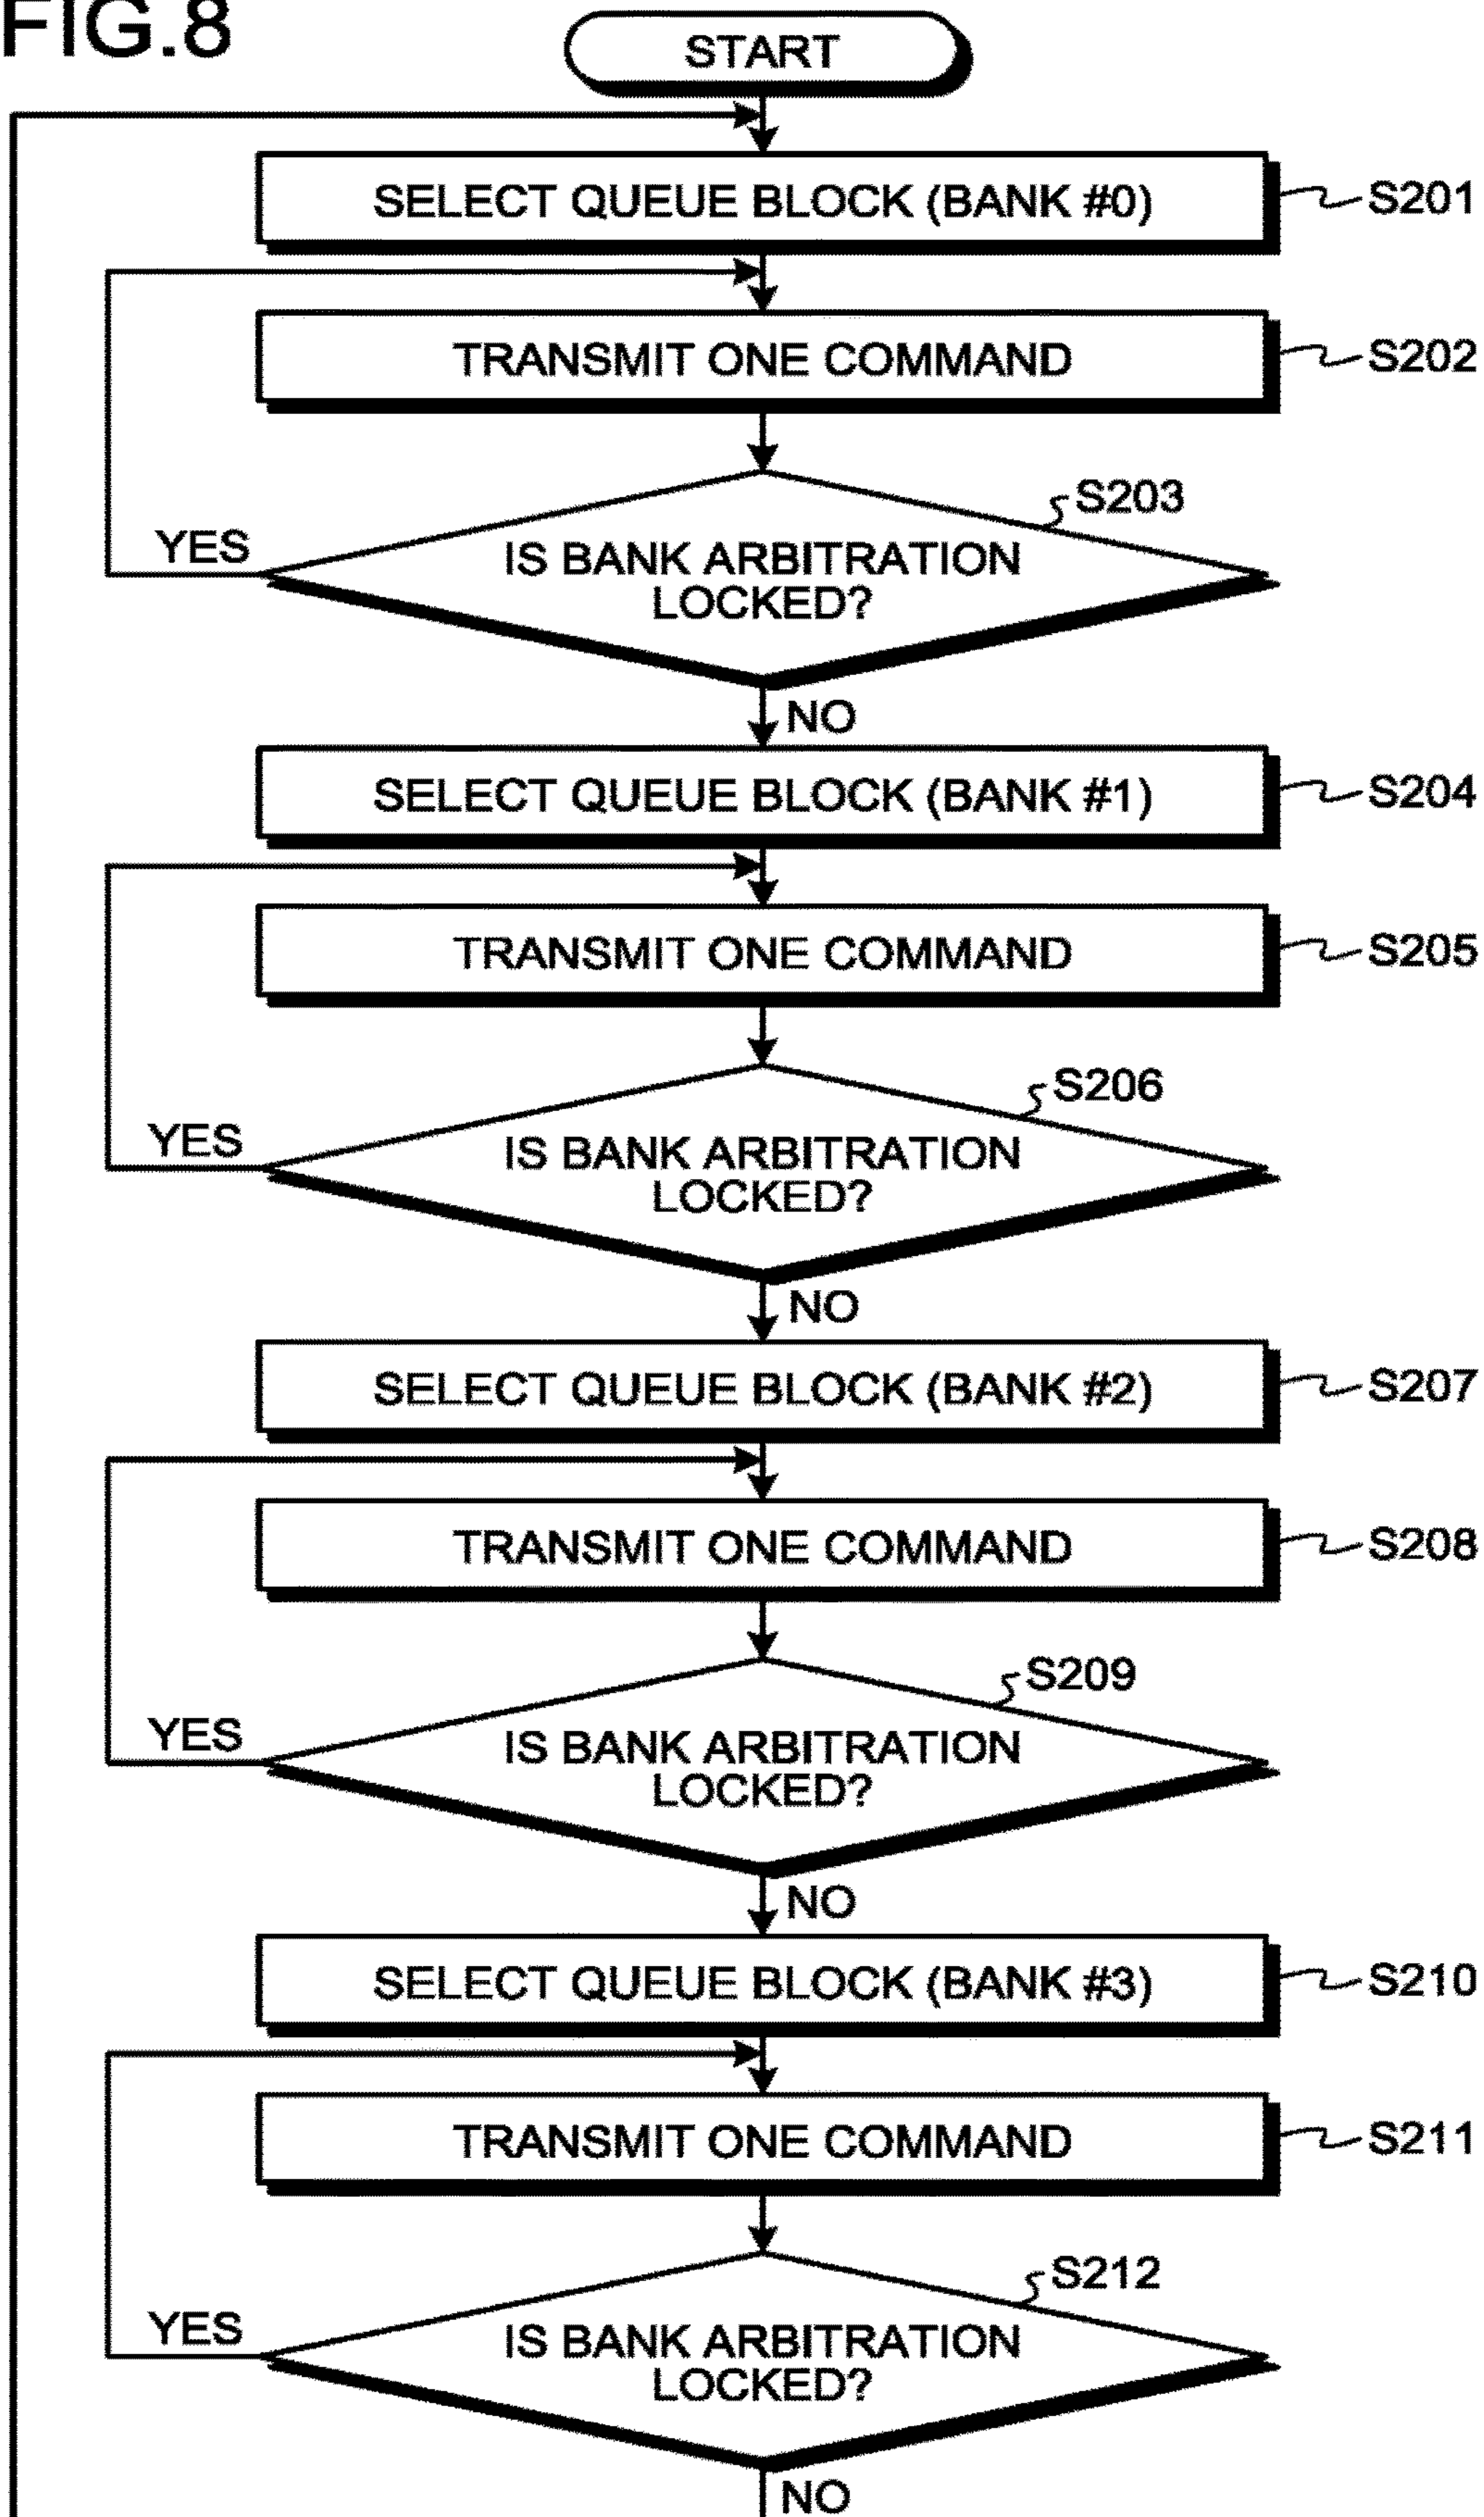 FIG.8
START
SELECT QUEUE BLOCK (BANK #0)
S201
TRANSMIT ONE COMMAND
S202
S203
YES
IS BANK ARBITRATION
LOCKED?
NO
SELECT QUEUE BLOCK (BANK #1)
S204
TRANSMIT ONE COMMAND
S205
S206
YES
IS BANK ARBITRATION
LOCKED?
NO
SELECT QUEUE BLOCK (BANK #2)
S207
TRANSMIT ONE COMMAND
S208
S209
YES
IS BANK ARBITRATION
LOCKED?
NO
SELECT QUEUE BLOCK (BANK #3)
S210
TRANSMIT ONE COMMAND
S211
S212
YES
IS BANK ARBITRATION
LOCKED?
NO